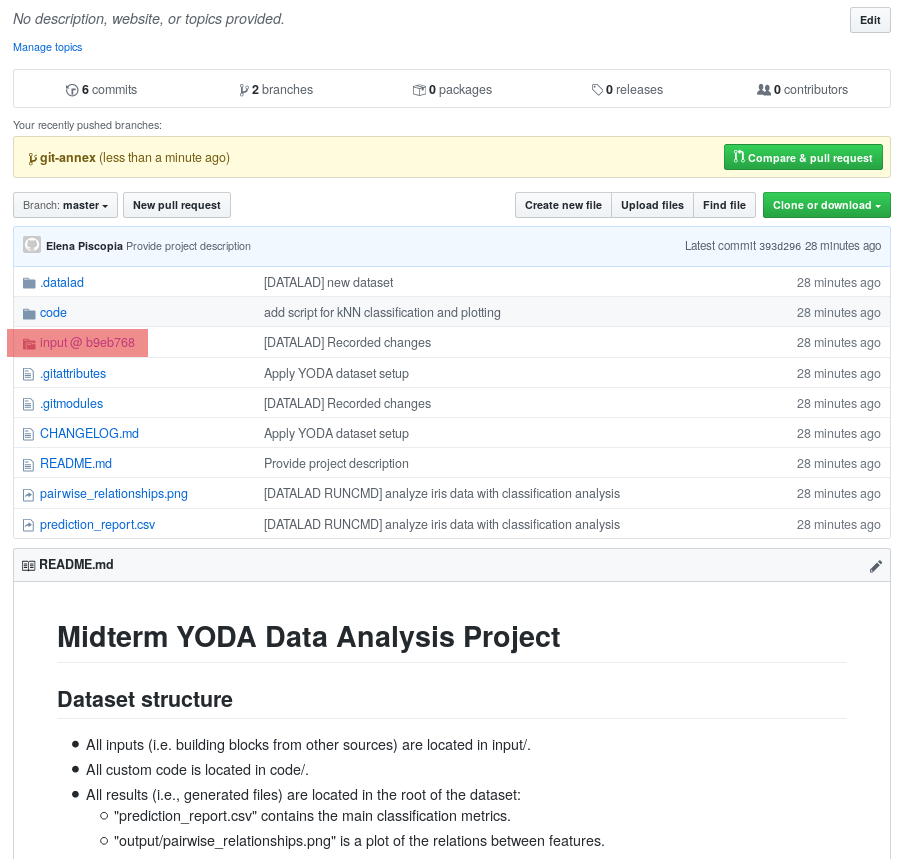 No description, website, or topics provided.
Edit
Manage topics
6 commits 2 branches 0 packages 0 releases 0 contributors
Your recently pushed branches:
git-annex (less than a minute ago) Compare & pull request
Branch: master New pull request Create new file Upload files Find file Clone or download
Elena Piscopia Provide project description Latest commit 393d296 28 minutes ago
.datalad [DATALAD] new dataset 28 minutes ago
code add script for kNN classification and plotting 28 minutes ago
input @ b9eb768 [DATALAD] Recorded changes 28 minutes ago
.gitattributes Apply YODA dataset setup 28 minutes ago
.gitmodules [DATALAD] Recorded changes 28 minutes ago
CHANGELOG.md Apply YODA dataset setup 28 minutes ago
README.md Provide project description 28 minutes ago
pairwise_relationships.png [DATALAD RUNCMD] analyze iris data with classification analysis 28 minutes ago
prediction_report.csv [DATALAD RUNCMD] analyze iris data with classification analysis 28 minutes ago
README.md
Midterm YODA Data Analysis Project
Dataset structure
All inputs (i.e. building blocks from other sources) are located in input/.
All custom code is located in code/.
All results (i.e., generated files) are located in the root of the dataset:
"prediction_report.csv" contains the main classification metrics.
"output/pairwise_relationships.png" is a plot of the relations between features.